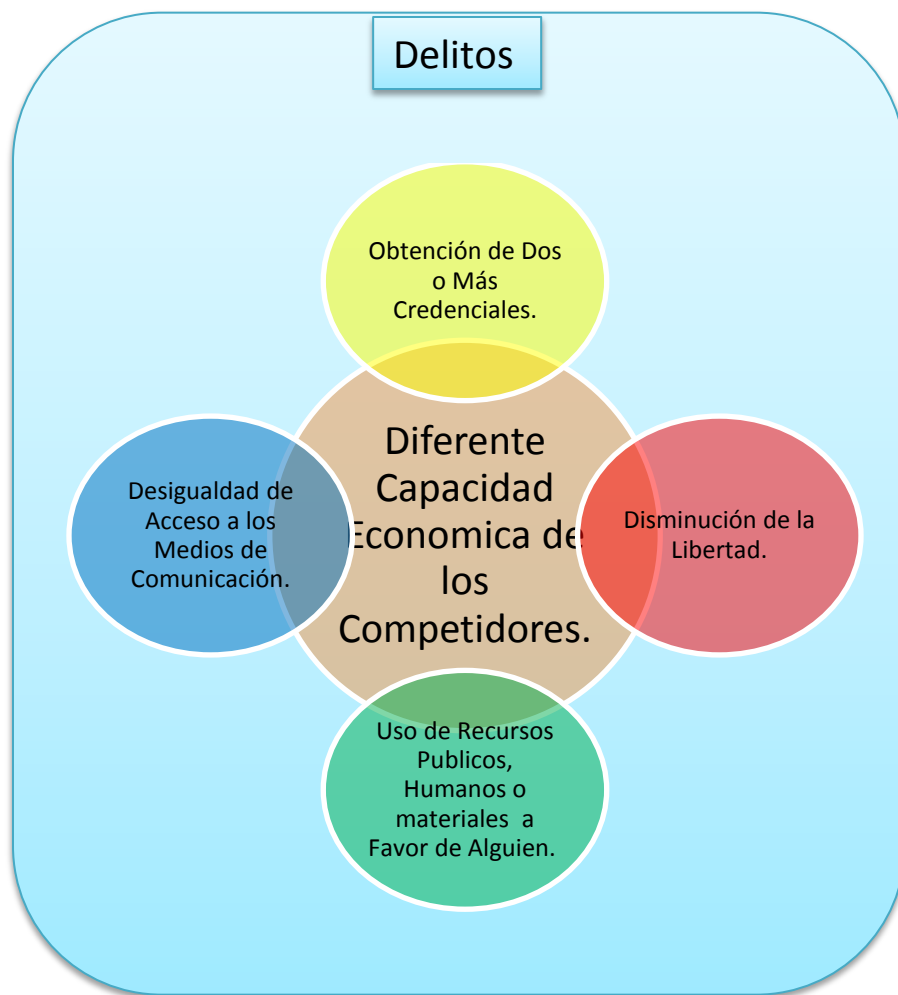 Delitos
Obtención de Dos
o Más
Credenciales.
Diferente
Capacidad
Economica de
los
Competidores.
Desigualdad de
Acceso a los
Medios de
Comunicación.
Disminución de la
Libertad.
Uso de Recursos
Publicos,
Humanos o
materiales a
Favor de Alguien.